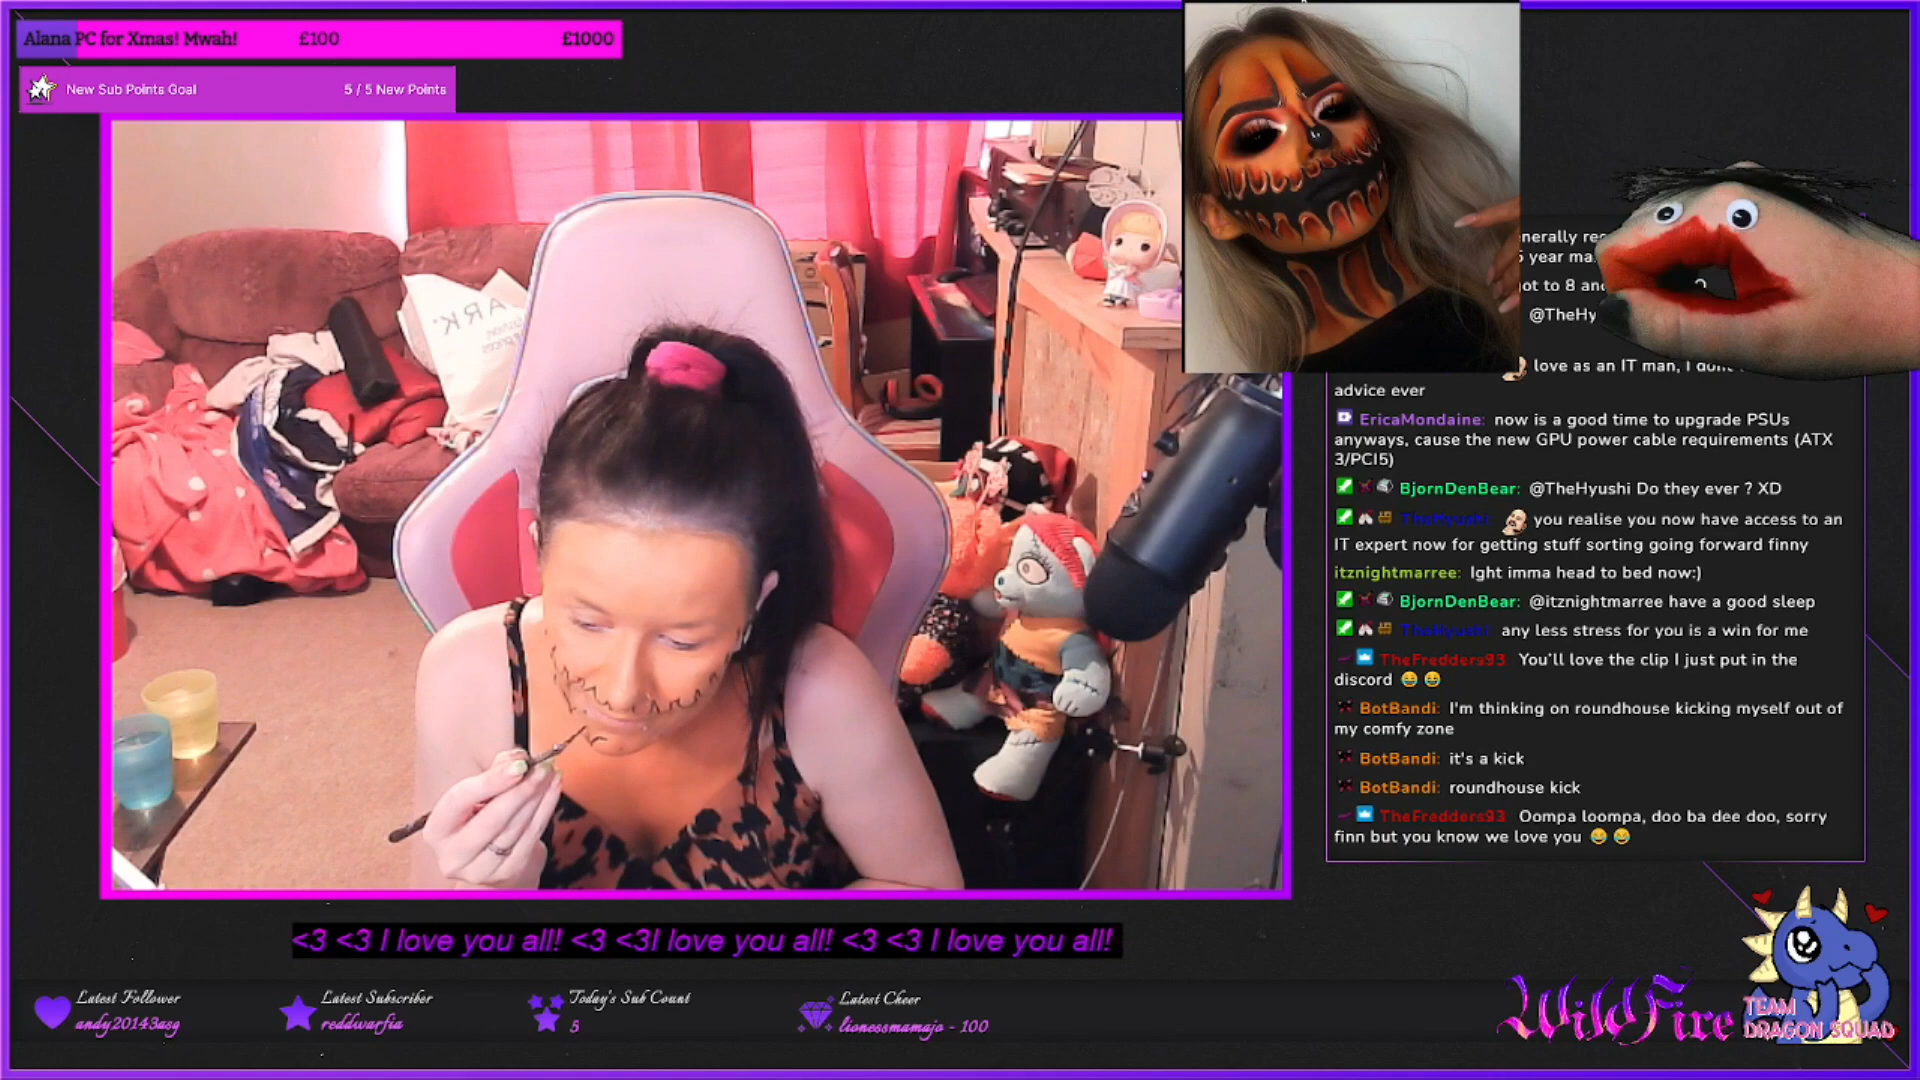 Alana PC for Xmas! Mwah! £100 £1000
New Sub Points Goal 5 / 5 New Points
advice ever
love as an IT man, I
@TheHy
EricaMondaine: now is a good time to upgrade PSUs
anyways, cause the new GPU power cable requirements (ATX
3/PCI5)
BjornDenBear: @TheHyushi Do they ever ? XD
TheHyushi: you realise you now have access to an
IT expert now for getting stuff sorting going forward finny
itznightmarree: Ight imma head to bed now:)
BjornDenBear: @itznightmarree have a good sleep
TheHyushi: any less stress for you is a win for me
TheFredders93 You'll love the clip I just put in the
discord 😂 😂
BotBandi: I'm thinking on roundhouse kicking myself out of
my comfy zone
BotBandi: it's a kick
BotBandi: roundhouse kick
TheFredders93 Oompa loompa, doo ba dee doo, sorry
finn but you know we love you 😂 😂
<3 <3 I love you all! <3 <3I love you all! <3 <3 I love you all!
Latest Follower
andy20143asg
Latest Subscriber
reddwarfia
Today's Sub Count
5
Latest Cheer
lionessmamajo - 100
WildFire
TEAM
DRAGON SQUAD